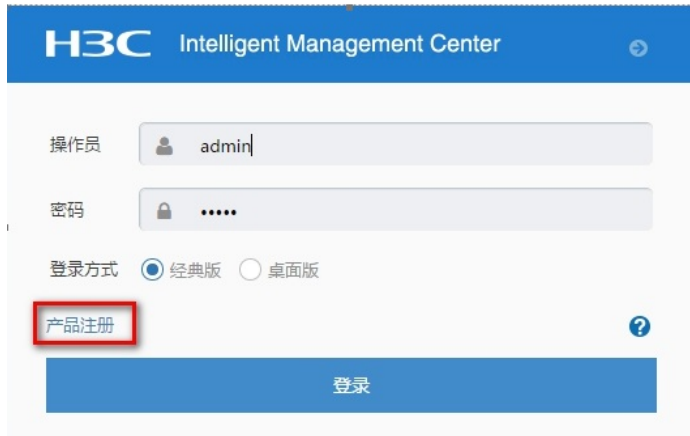 H3C Intelligent Management Center
操作员 admin
密码 •••••
登录方式 经典版 桌面版
产品注册
登录